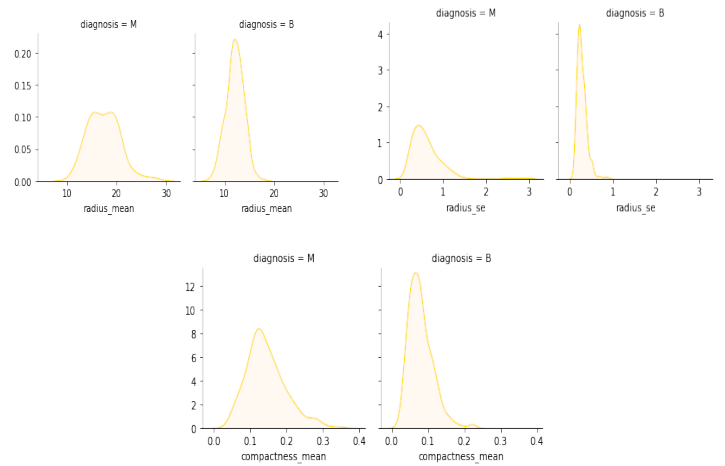 diagnosis = M
diagnosis = B
0.20
0.15
0.10
0.05
0.00
10 20 30
10 20 30
radius_mean
radius_mean
diagnosis = M
diagnosis = B
4
3
2
1
0
0 1 2 3
0 1 2 3
radius_se
radius_se
diagnosis = M
diagnosis = B
12
10
8
6
4
2
0
0.0 0.1 0.2 0.3 0.4
0.0 0.1 0.2 0.3 0.4
compactness_mean
compactness_mean